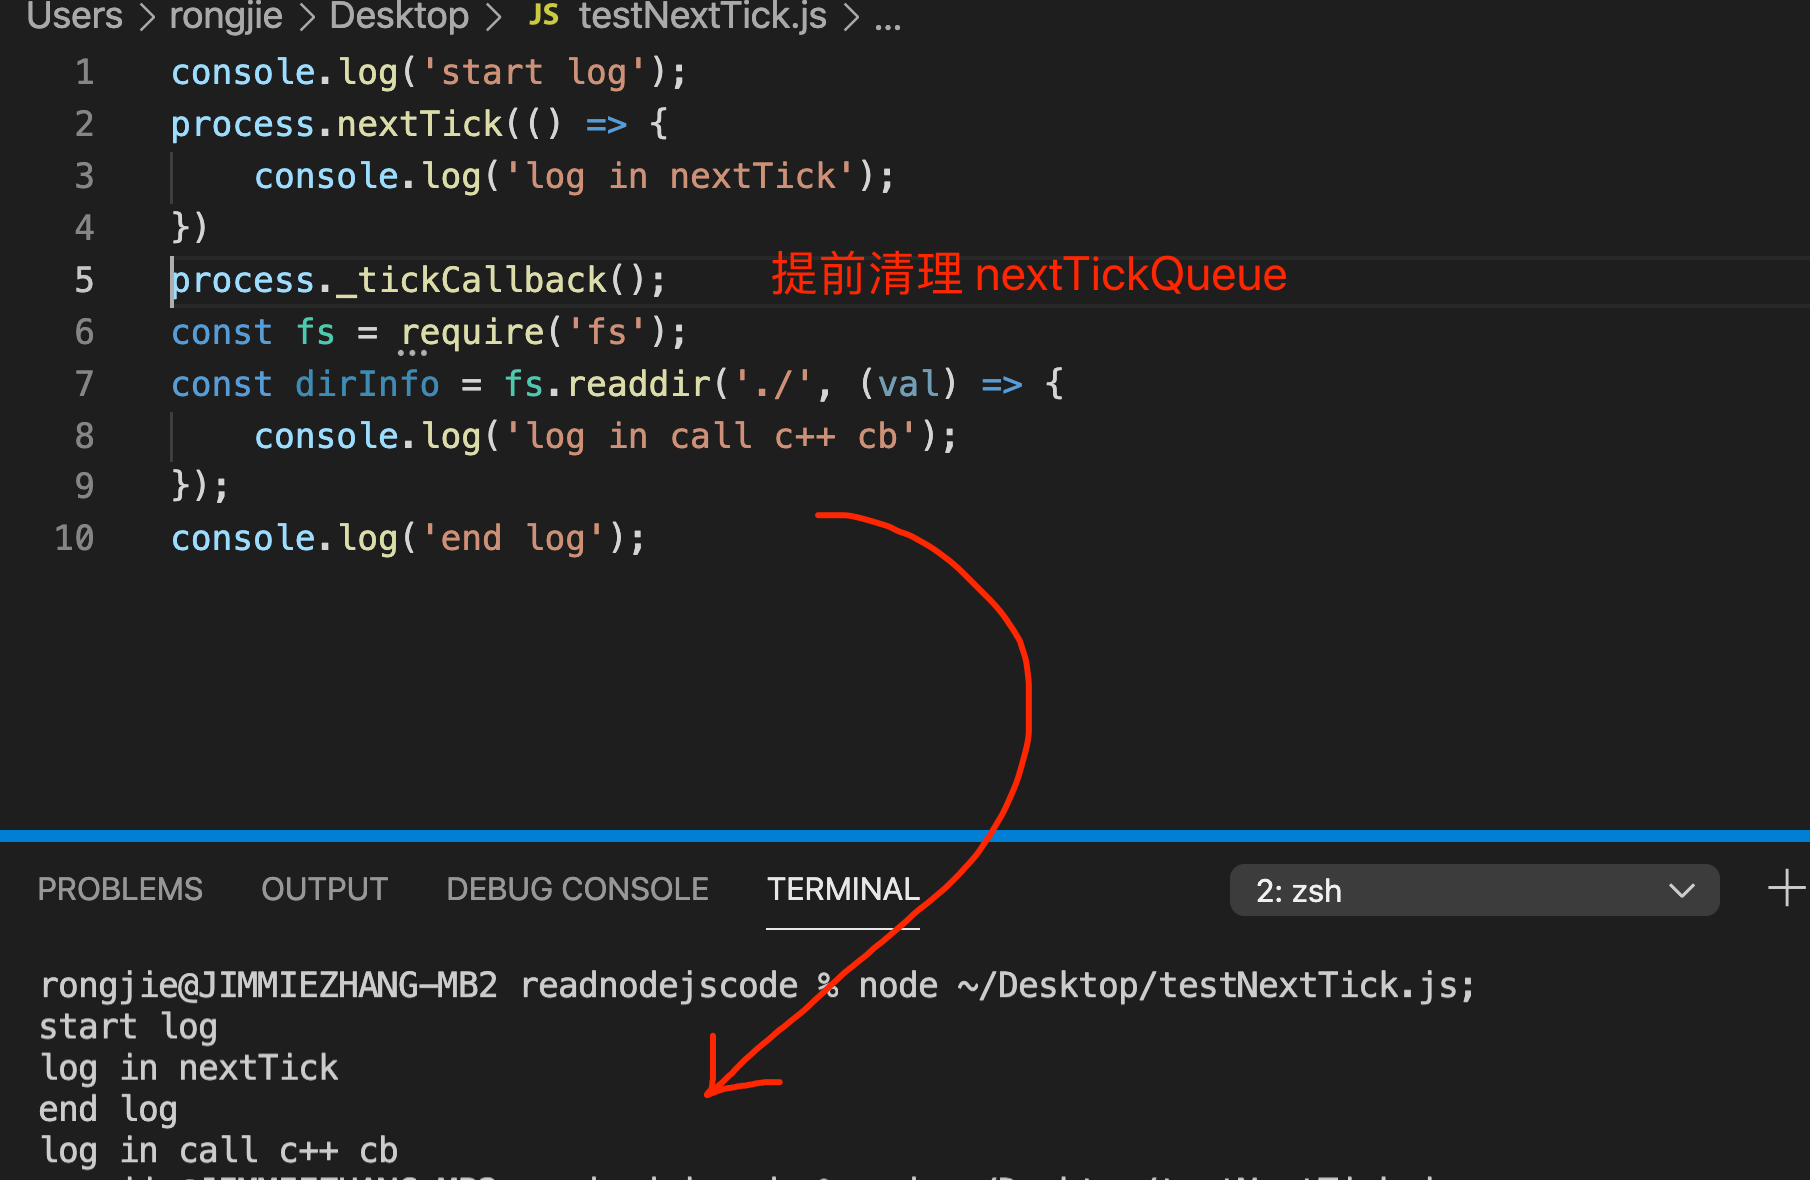 Users > rongjie > Desktop > JS testNextTick.js > ...
1 console.log('start log');
2 process.nextTick(() => {
3 console.log('log in nextTick');
4 })
5 process._tickCallback(); 提前清理 nextTickQueue
6 const fs = require('fs');
7 const dirInfo = fs.readdir('./', (val) => {
8 console.log('log in call c++ cb');
9 });
10 console.log('end log');
PROBLEMS OUTPUT DEBUG CONSOLE TERMINAL 2: zsh
rongjie@JIMMIEZHANG-MB2 readnodejscode % node ~/Desktop/testNextTick.js;
start log
log in nextTick
end log
log in call c++ cb